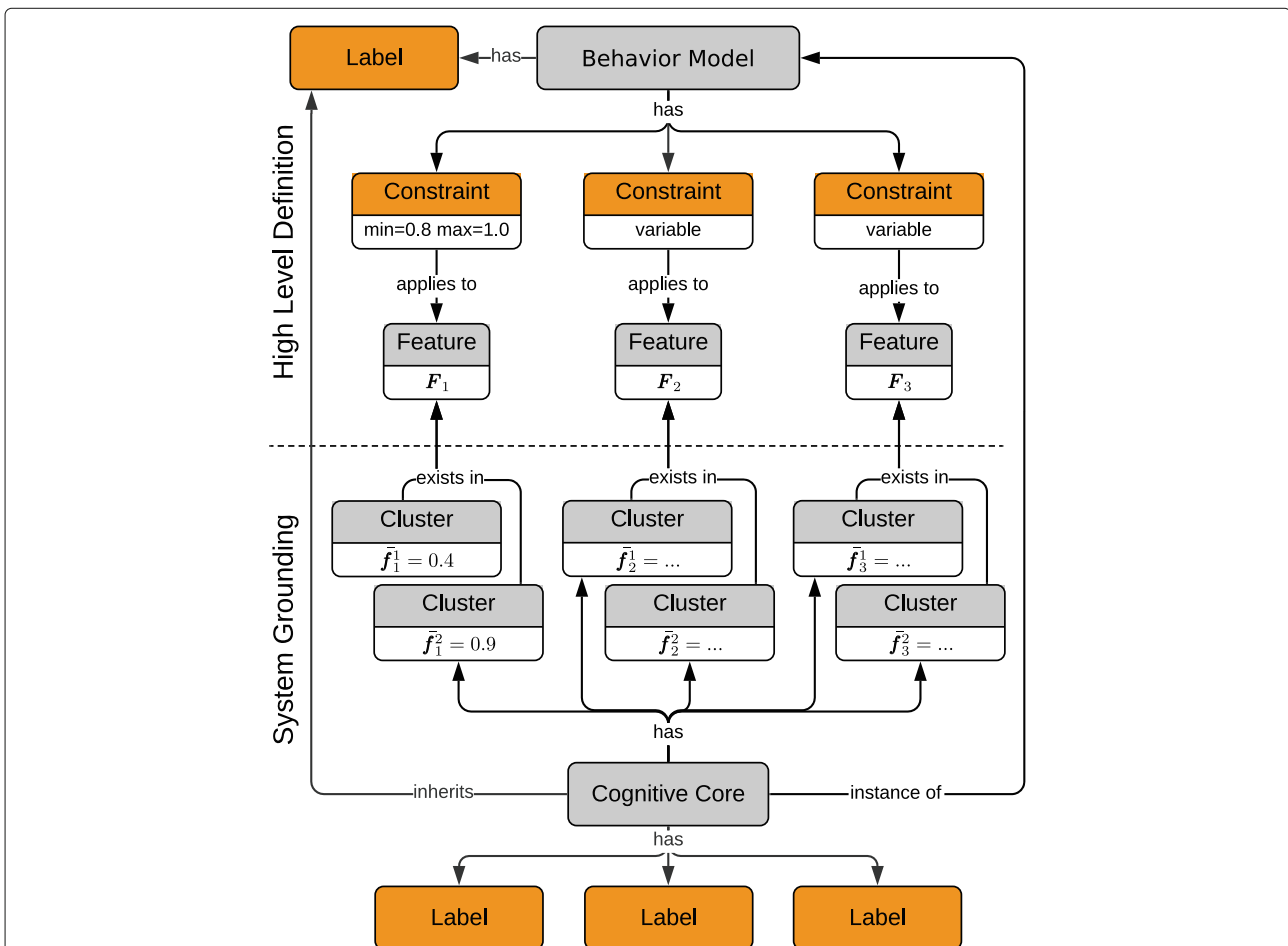 Label
has
Behavior Model
has
High Level Definition
Constraint
min=0.8 max=1.0
Constraint
variable
Constraint
variable
applies to
applies to
applies to
Feature
F₁
Feature
F₂
Feature
F₃
System Grounding
exists in
exists in
exists in
Cluster
f̄₁¹ = 0.4
Cluster
f̄₂¹ = ...
Cluster
f̄₃¹ = ...
Cluster
f̄₁² = 0.9
Cluster
f̄₂² = ...
Cluster
f̄₃² = ...
has
inherits
Cognitive Core
instance of
has
Label
Label
Label